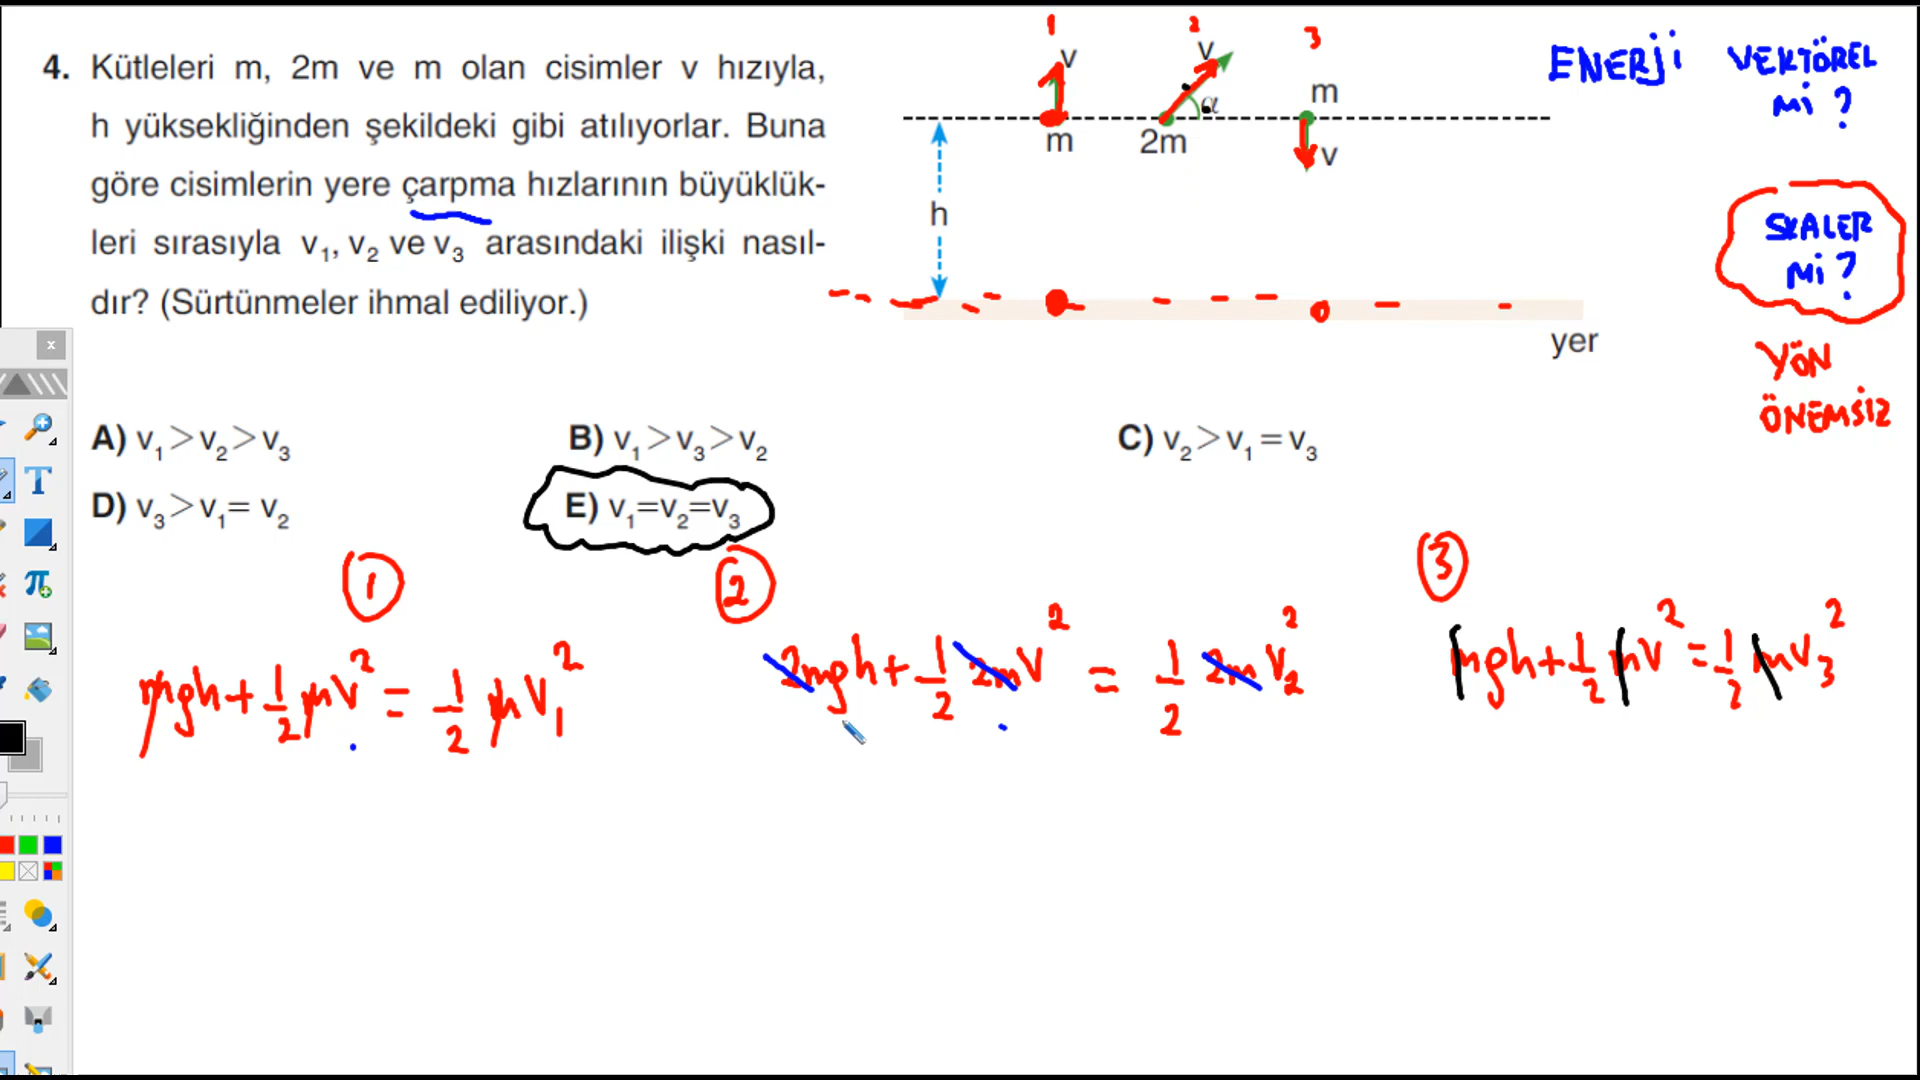 4. Kütleleri m, 2m ve m olan cisimler v hızıyla,
h yüksekliğinden şekildeki gibi atılıyorlar. Buna
göre cisimlerin yere çarpma hızlarının büyüklük-
leri sırasıyla v₁, v₂ ve v₃ arasındaki ilişki nasıl-
dır? (Sürtünmeler ihmal ediliyor.)
1 2 3
v v
α m
m 2m v
h
yer
ENERJİ VEKTÖREL
Mİ ?
SKALER
Mİ ?
YÖN
ÖNEMSİZ
A) v₁ > v₂ > v₃ B) v₁ > v₃ > v₂ C) v₂ > v₁ = v₃
D) v₃ > v₁ = v₂ E) v₁=v₂=v₃
1 2 3
mgh + 1/2 mv² = 1/2 mV₁² 2mgh + 1/2 2mV² = 1/2 2mV₂² mgh + 1/2 mV² = 1/2 mV₃²
x
T
π